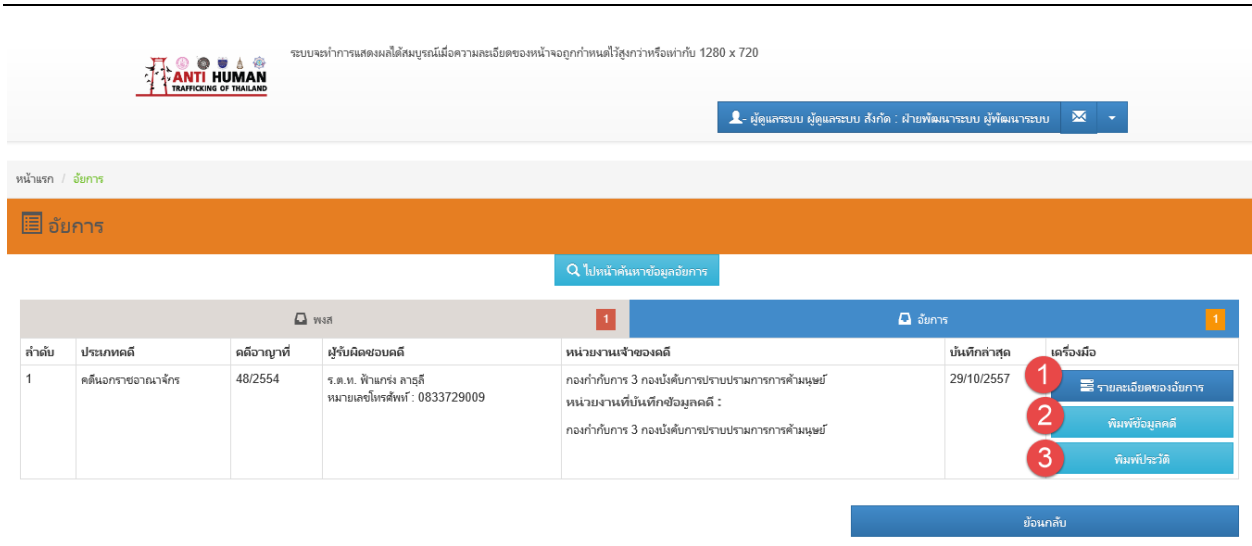 ระบบจะทำการแสดงผลได้สมบูรณ์เมื่อความละเอียดของหน้าจอถูกกำหนดไว้สูงกว่าหรือเท่ากับ 1280 x 720
ANTI HUMAN
TRAFFICKING OF THAILAND
- ผู้ดูแลระบบ ผู้ดูแลระบบ สังกัด : ฝ่ายพัฒนาระบบ ผู้พัฒนาระบบ
หน้าแรก / อัยการ
อัยการ
ไปหน้าค้นหาข้อมูลอัยการ
พงส 1 อัยการ 1
ลำดับ ประเภทคดี คดีอาญาที่ ผู้รับผิดชอบคดี หน่วยงานเจ้าของคดี บันทึกล่าสุด เครื่องมือ
1 คดีนอกราชอาณาจักร 48/2554 ร.ต.ท. ฟ้าแกร่ง ลาธุลี กองกำกับการ 3 กองบังคับการปราบปรามการการค้ามนุษย์ 29/10/2557 1 รายละเอียดของอัยการ
หมายเลขโทรศัพท์ : 0833729009 หน่วยงานที่บันทึกข้อมูลคดี :
2 พิมพ์ข้อมูลคดี
กองกำกับการ 3 กองบังคับการปราบปรามการการค้ามนุษย์
3 พิมพ์ประวัติ
ย้อนกลับ